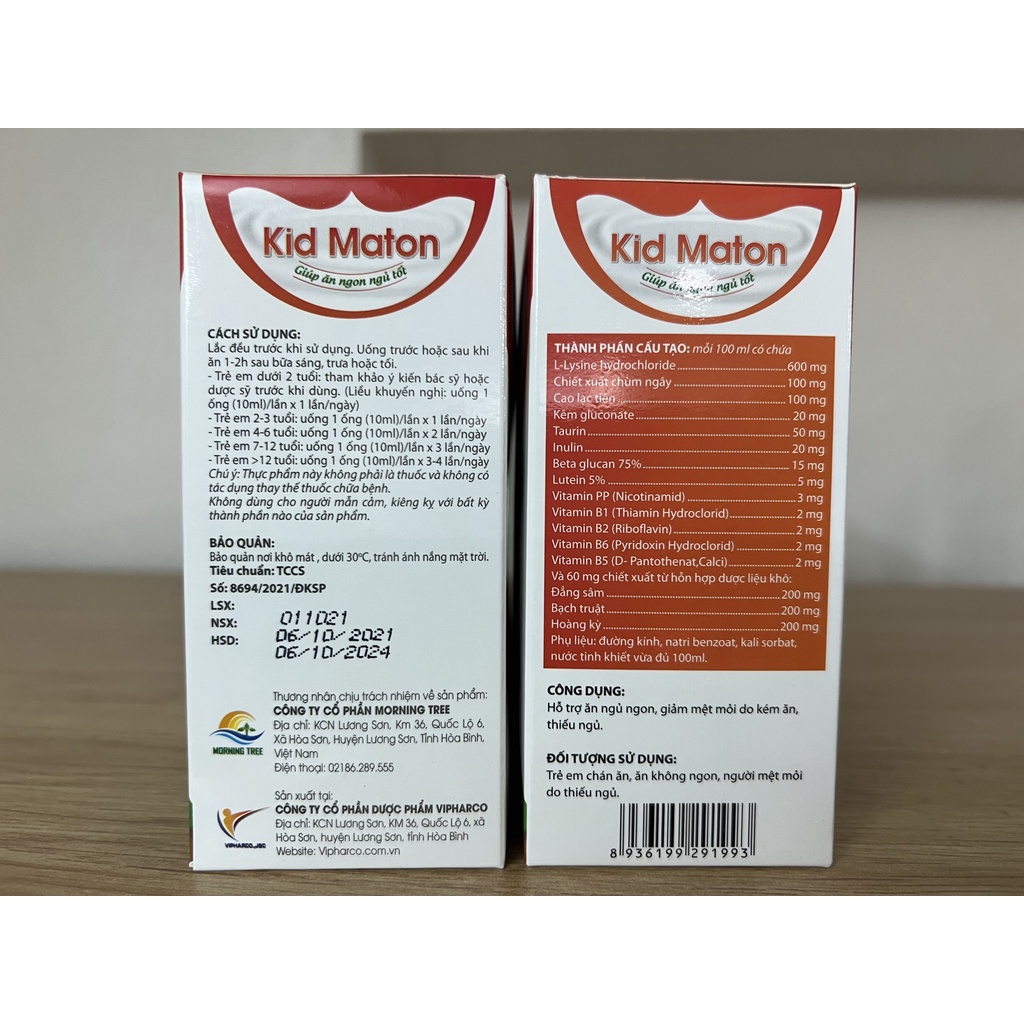 Kid Maton
Giúp ăn ngon ngủ tốt
CÁCH SỬ DỤNG:
Lắc đều trước khi sử dụng. Uống trước hoặc sau khi
ăn 1-2h sau bữa sáng, trưa hoặc tối.
- Trẻ em dưới 2 tuổi: tham khảo ý kiến bác sỹ hoặc
dược sỹ trước khi dùng. (Liều khuyến nghị: uống 1
ống (10ml)/lần x 1 lần/ngày)
- Trẻ em 2-3 tuổi: uống 1 ống (10ml)/lần x 1 lần/ngày
- Trẻ em 4-6 tuổi: uống 1 ống (10ml)/lần x 2 lần/ngày
- Trẻ em 7-12 tuổi: uống 1 ống (10ml)/lần x 3 lần/ngày
- Trẻ em >12 tuổi: uống 1 ống (10ml)/lần x 3-4 lần/ngày
Chú ý: Thực phẩm này không phải là thuốc và không có
tác dụng thay thế thuốc chữa bệnh.
Không dùng cho người mẫn cảm, kiêng kỵ với bất kỳ
thành phần nào của sản phẩm.
BẢO QUẢN:
Bảo quản nơi khô mát , dưới 30ºC, tránh ánh nắng mặt trời.
Tiêu chuẩn: TCCS
Số: 8694/2021/ĐKSP
LSX: 011021
NSX: 06/10/2021
HSD: 06/10/2024
Thương nhân chịu trách nhiệm về sản phẩm:
CÔNG TY CỔ PHẦN MORNING TREE
Địa chỉ: KCN Lương Sơn, Km 36, Quốc Lộ 6,
Xã Hòa Sơn, Huyện Lương Sơn, Tỉnh Hòa Bình,
Việt Nam
Điện thoại: 02186.289.555
MORNING TREE
Sản xuất tại:
CÔNG TY CỔ PHẦN DƯỢC PHẨM VIPHARCO
Địa chỉ: KCN Lương Sơn, KM 36, Quốc Lộ 6, xã
Hòa Sơn, huyện Lương Sơn, tỉnh Hòa Bình
Website: Vipharco.com.vn
VIPHARCO.,JSC
Kid Maton
Giúp ăn ngon ngủ tốt
THÀNH PHẦN CẤU TẠO: mỗi 100 ml có chứa
L-Lysine hydrochloride 600 mg
Chiết xuất chùm ngây 100 mg
Cao lạc tiên 100 mg
Kẽm gluconate 20 mg
Taurin 50 mg
Inulin 20 mg
Beta glucan 75% 15 mg
Lutein 5% 5 mg
Vitamin PP (Nicotinamid) 3 mg
Vitamin B1 (Thiamin Hydroclorid) 2 mg
Vitamin B2 (Riboflavin) 2 mg
Vitamin B6 (Pyridoxin Hydroclorid) 2 mg
Vitamin B5 (D- Pantothenat,Calci) 2 mg
Và 60 mg chiết xuất từ hỗn hợp dược liệu khô:
Đẳng sâm 200 mg
Bạch truật 200 mg
Hoàng kỳ 200 mg
Phụ liệu: đường kính, natri benzoat, kali sorbat,
nước tinh khiết vừa đủ 100ml.
CÔNG DỤNG:
Hỗ trợ ăn ngủ ngon, giảm mệt mỏi do kém ăn,
thiếu ngủ.
ĐỐI TƯỢNG SỬ DỤNG:
Trẻ em chán ăn, ăn không ngon, người mệt mỏi
do thiếu ngủ.
8 936199 291993